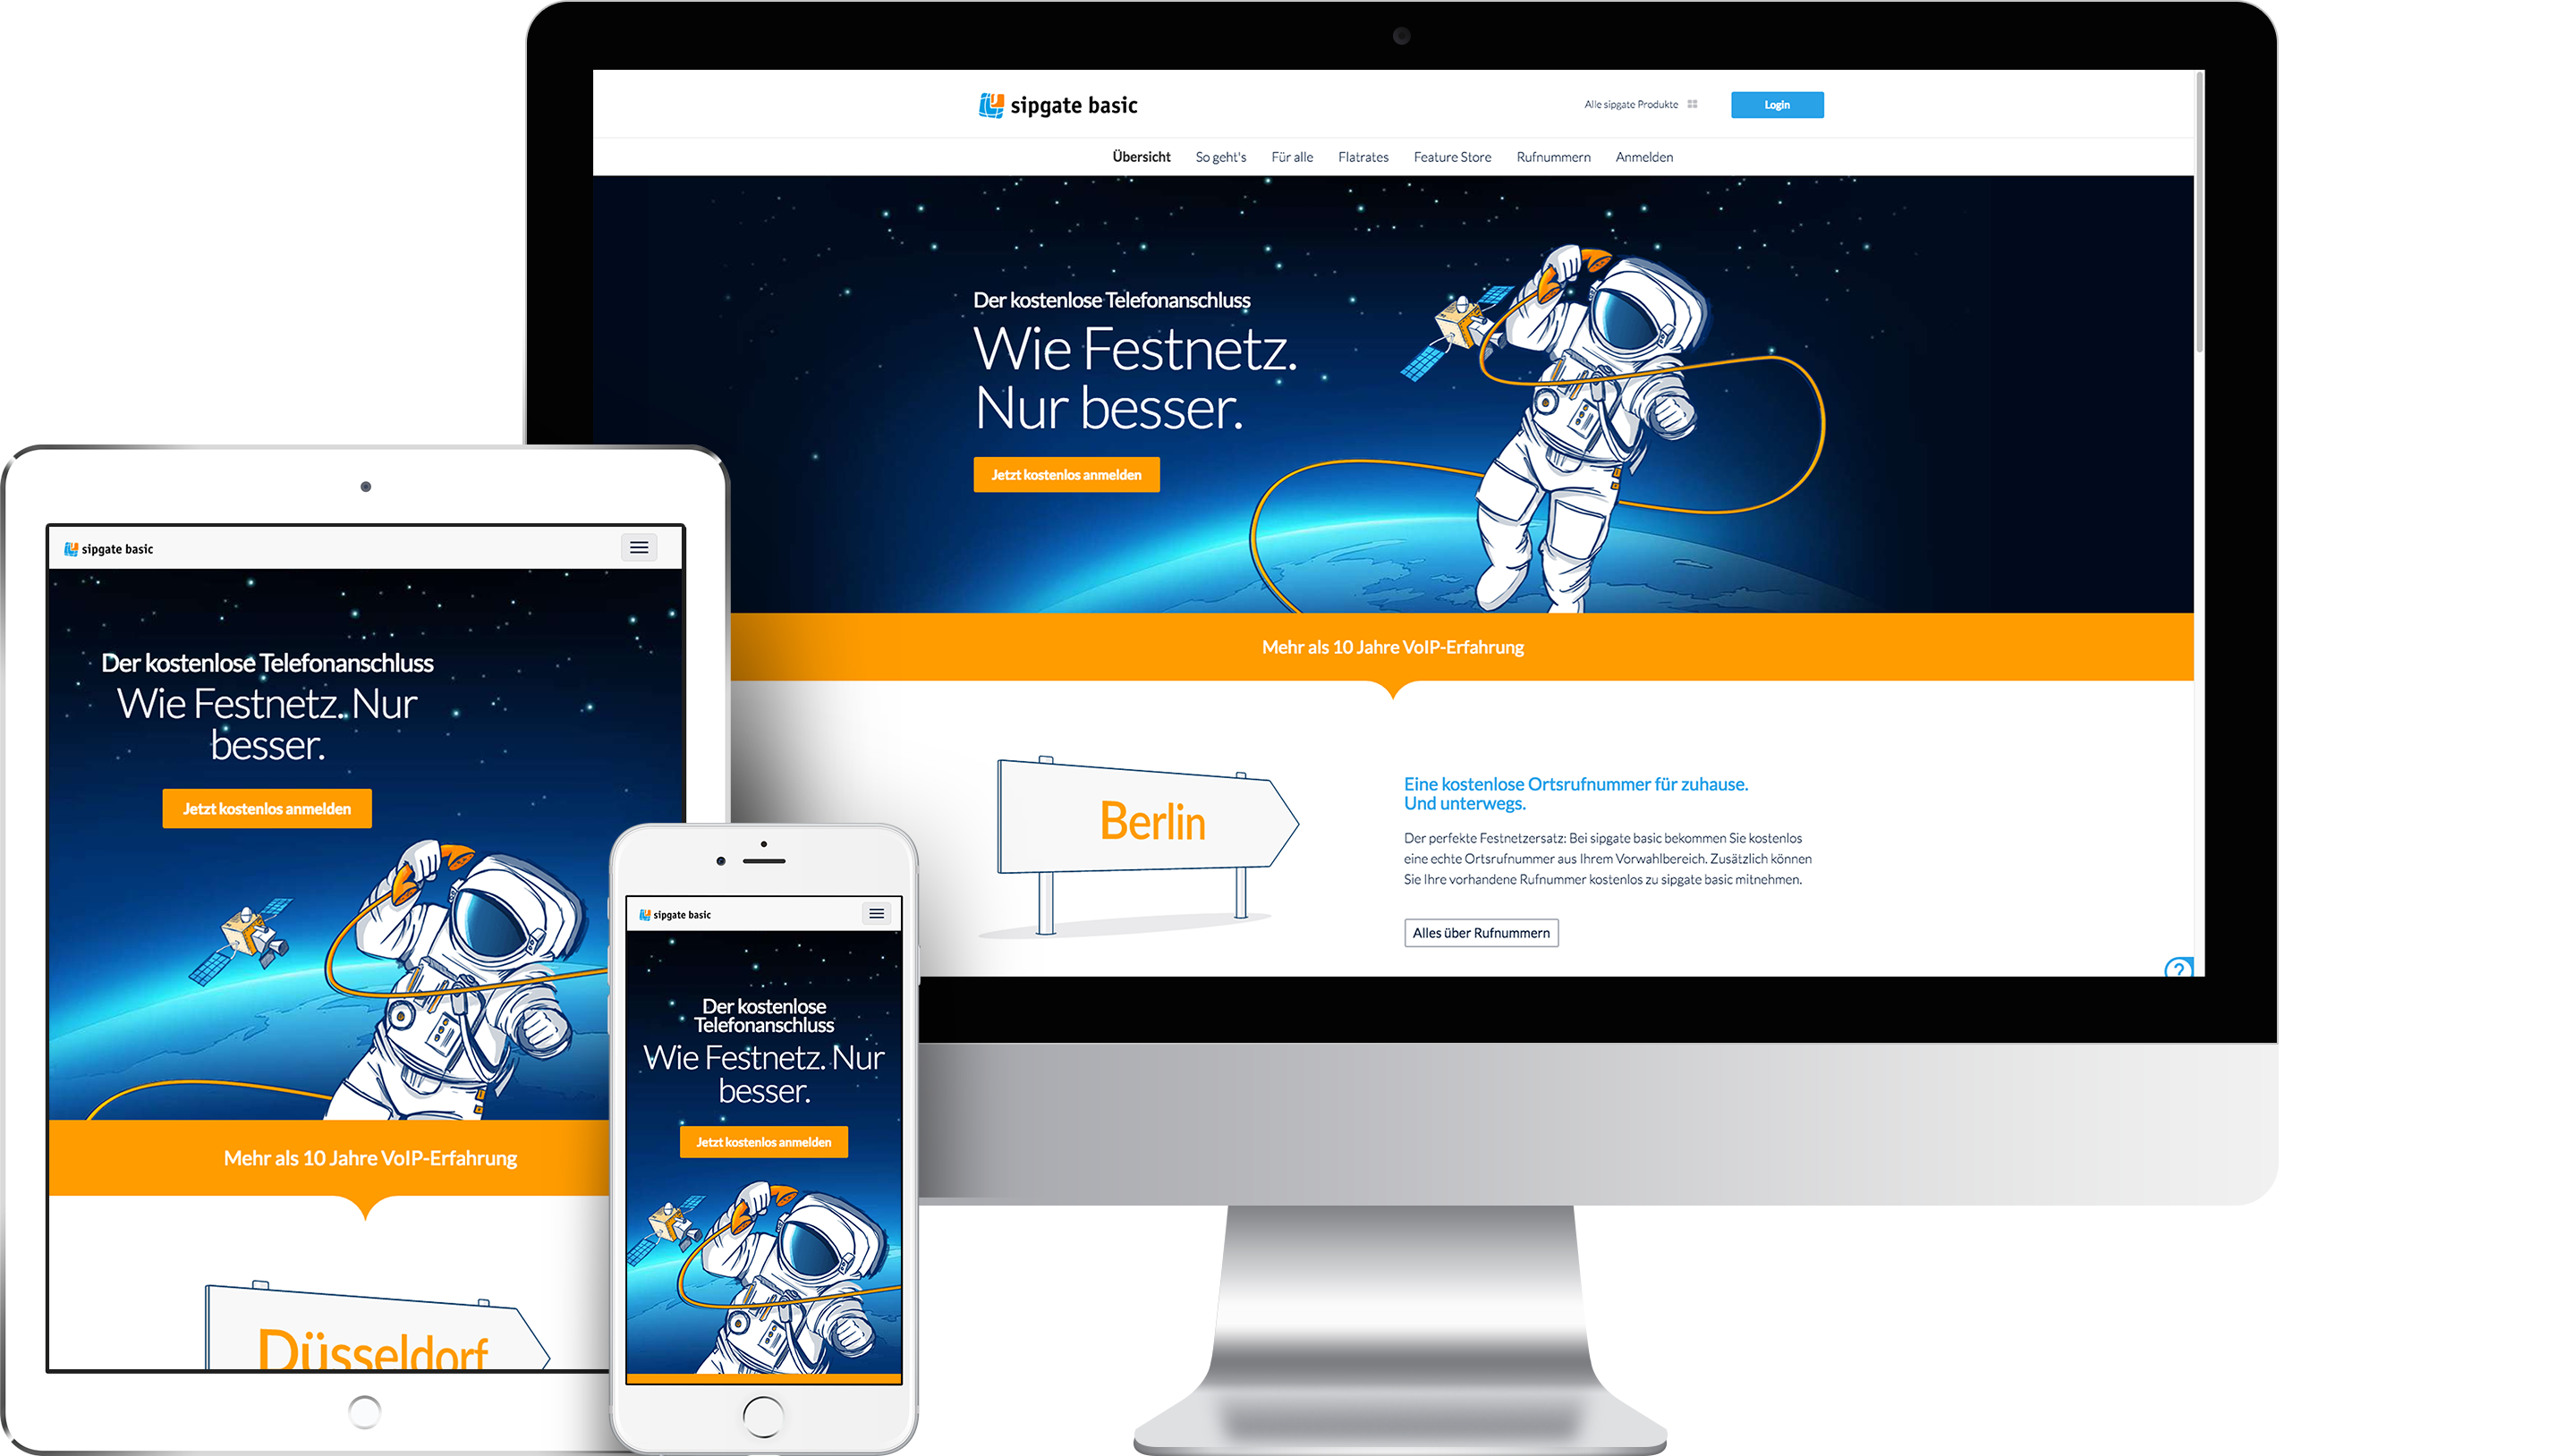 sipgate basic
Alle sipgate Produkte
Login
Übersicht So geht's Für alle Flatrates Feature Store Rufnummern Anmelden
Der kostenlose Telefonanschluss
Wie Festnetz.
Nur besser.
Jetzt kostenlos anmelden
Mehr als 10 Jahre VoIP-Erfahrung
Berlin
Eine kostenlose Ortsrufnummer für zuhause.
Und unterwegs.
Der perfekte Festnetzersatz: Bei sipgate basic bekommen Sie kostenlos
eine echte Ortsrufnummer aus Ihrem Vorwahlbereich. Zusätzlich können
Sie Ihre vorhandene Rufnummer kostenlos zu sipgate basic mitnehmen.
Alles über Rufnummern
?
sipgate basic
Der kostenlose Telefonanschluss
Wie Festnetz. Nur
besser.
Jetzt kostenlos anmelden
Mehr als 10 Jahre VoIP-Erfahrung
Düsseldorf
sipgate basic
Der kostenlose
Telefonanschluss
Wie Festnetz. Nur
besser.
Jetzt kostenlos anmelden